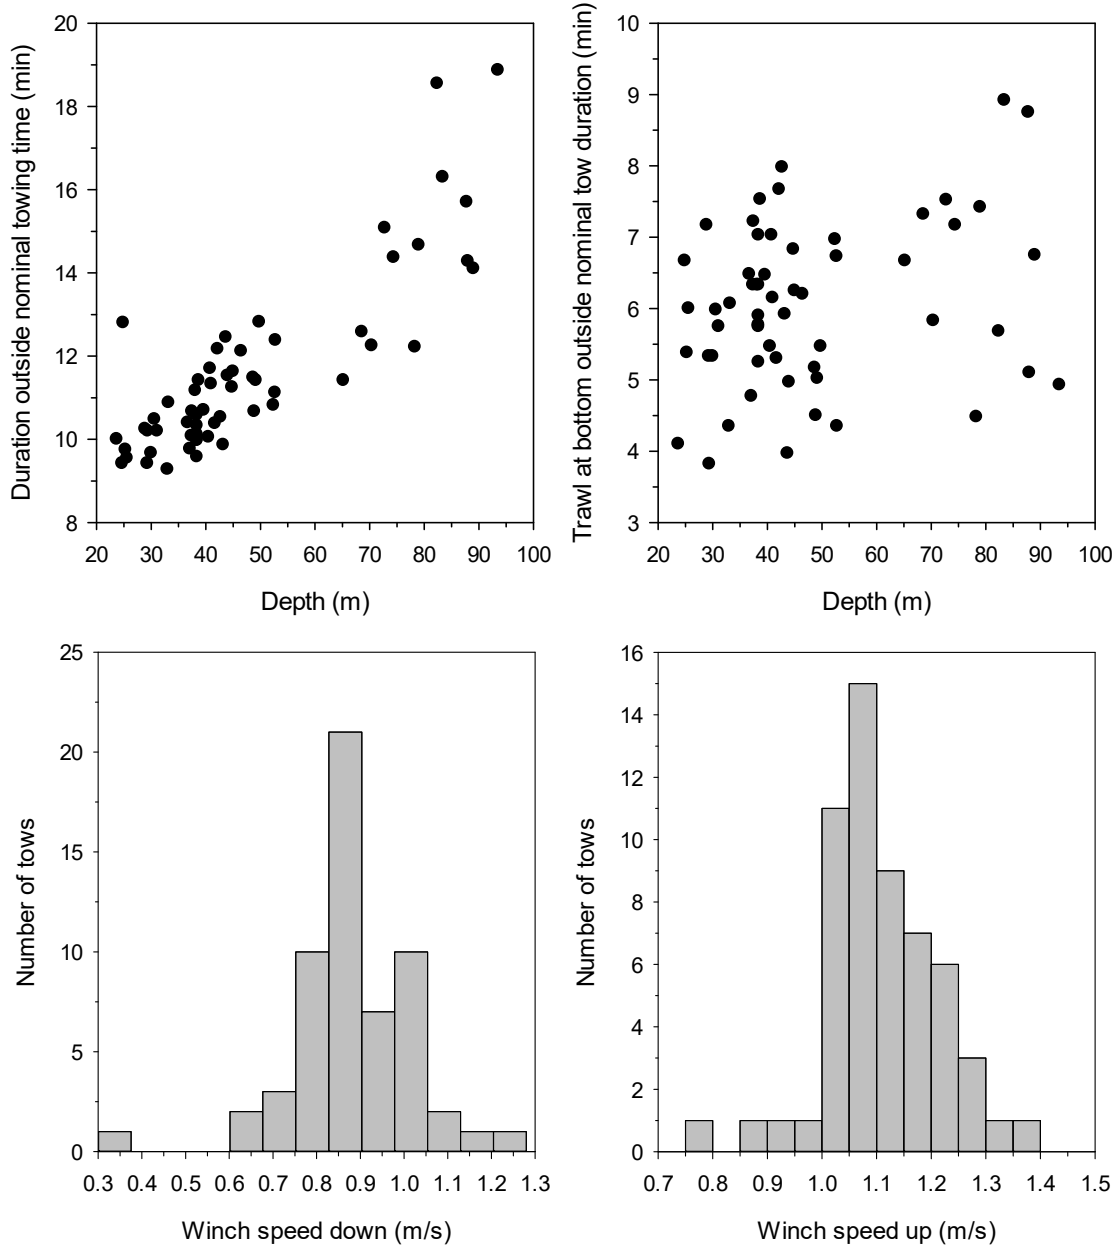 Duration outside nominal towing time (min)
20
18
16
14
12
10
8
20 30 40 50 60 70 80 90 100
Depth (m)
Trawl at bottom outside nominal tow duration (min)
10
9
8
7
6
5
4
3
20 30 40 50 60 70 80 90 100
Depth (m)
Number of tows
25
20
15
10
5
0
0.3 0.4 0.5 0.6 0.7 0.8 0.9 1.0 1.1 1.2 1.3
Winch speed down (m/s)
Number of tows
16
14
12
10
8
6
4
2
0
0.7 0.8 0.9 1.0 1.1 1.2 1.3 1.4 1.5
Winch speed up (m/s)